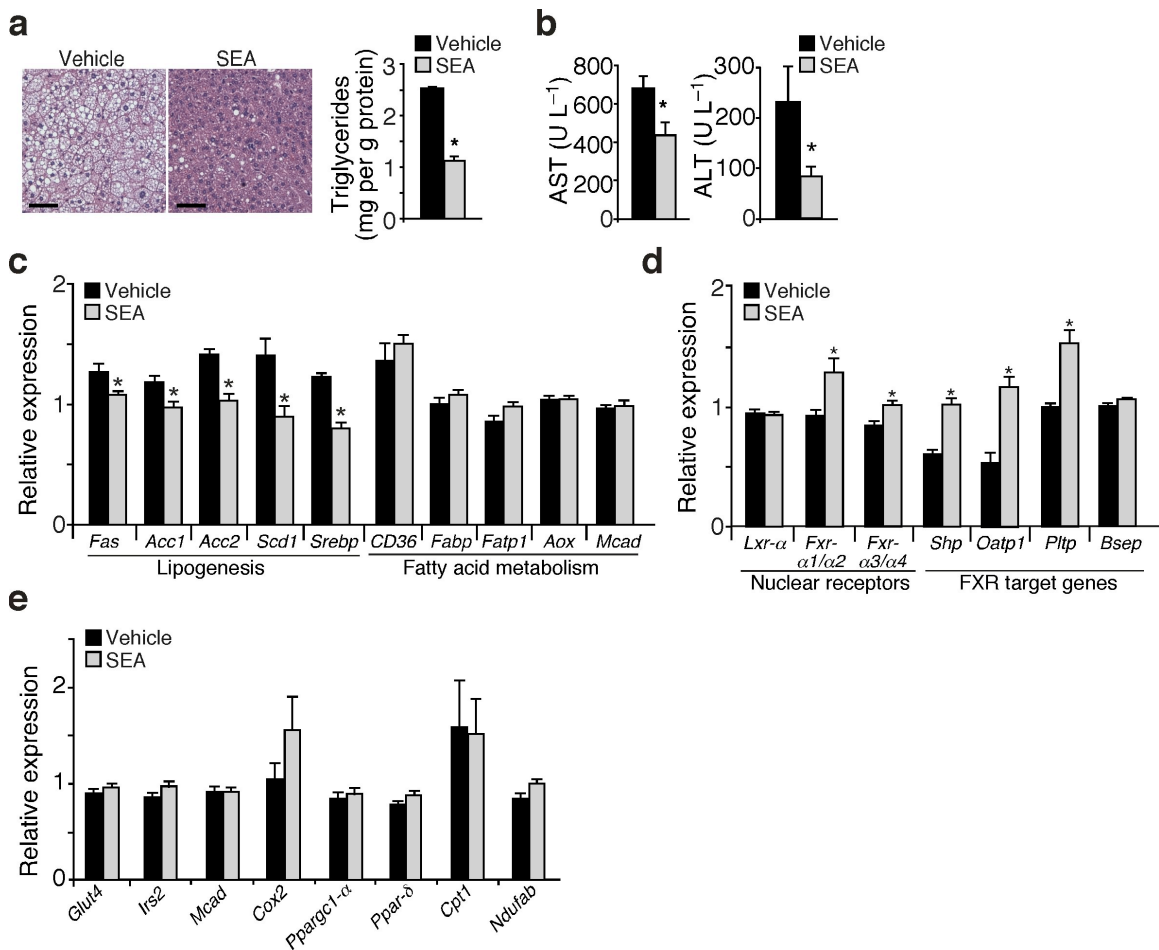 a
Vehicle
SEA
Triglycerides
(mg per g protein)
3
2
1
0
Vehicle
SEA
*
b
AST (U L–1)
800
600
400
200
0
*
ALT (U L–1)
300
200
100
0
Vehicle
SEA
*
c
Relative expression
2
1
0
Vehicle
SEA
* * * * *
Fas Acc1 Acc2 Scd1 Srebp CD36 Fabp Fatp1 Aox Mcad
Lipogenesis Fatty acid metabolism
d
Relative expression
2
1
0
Vehicle
SEA
* * * * *
Lxr-α Fxr- Fxr- Shp Oatp1 Pltp Bsep
α1/α2 α3/α4
Nuclear receptors FXR target genes
e
Relative expression
2
1
0
Vehicle
SEA
Glut4 Irs2 Mcad Cox2 Ppargc1-α Ppar-δ Cpt1 Ndufab